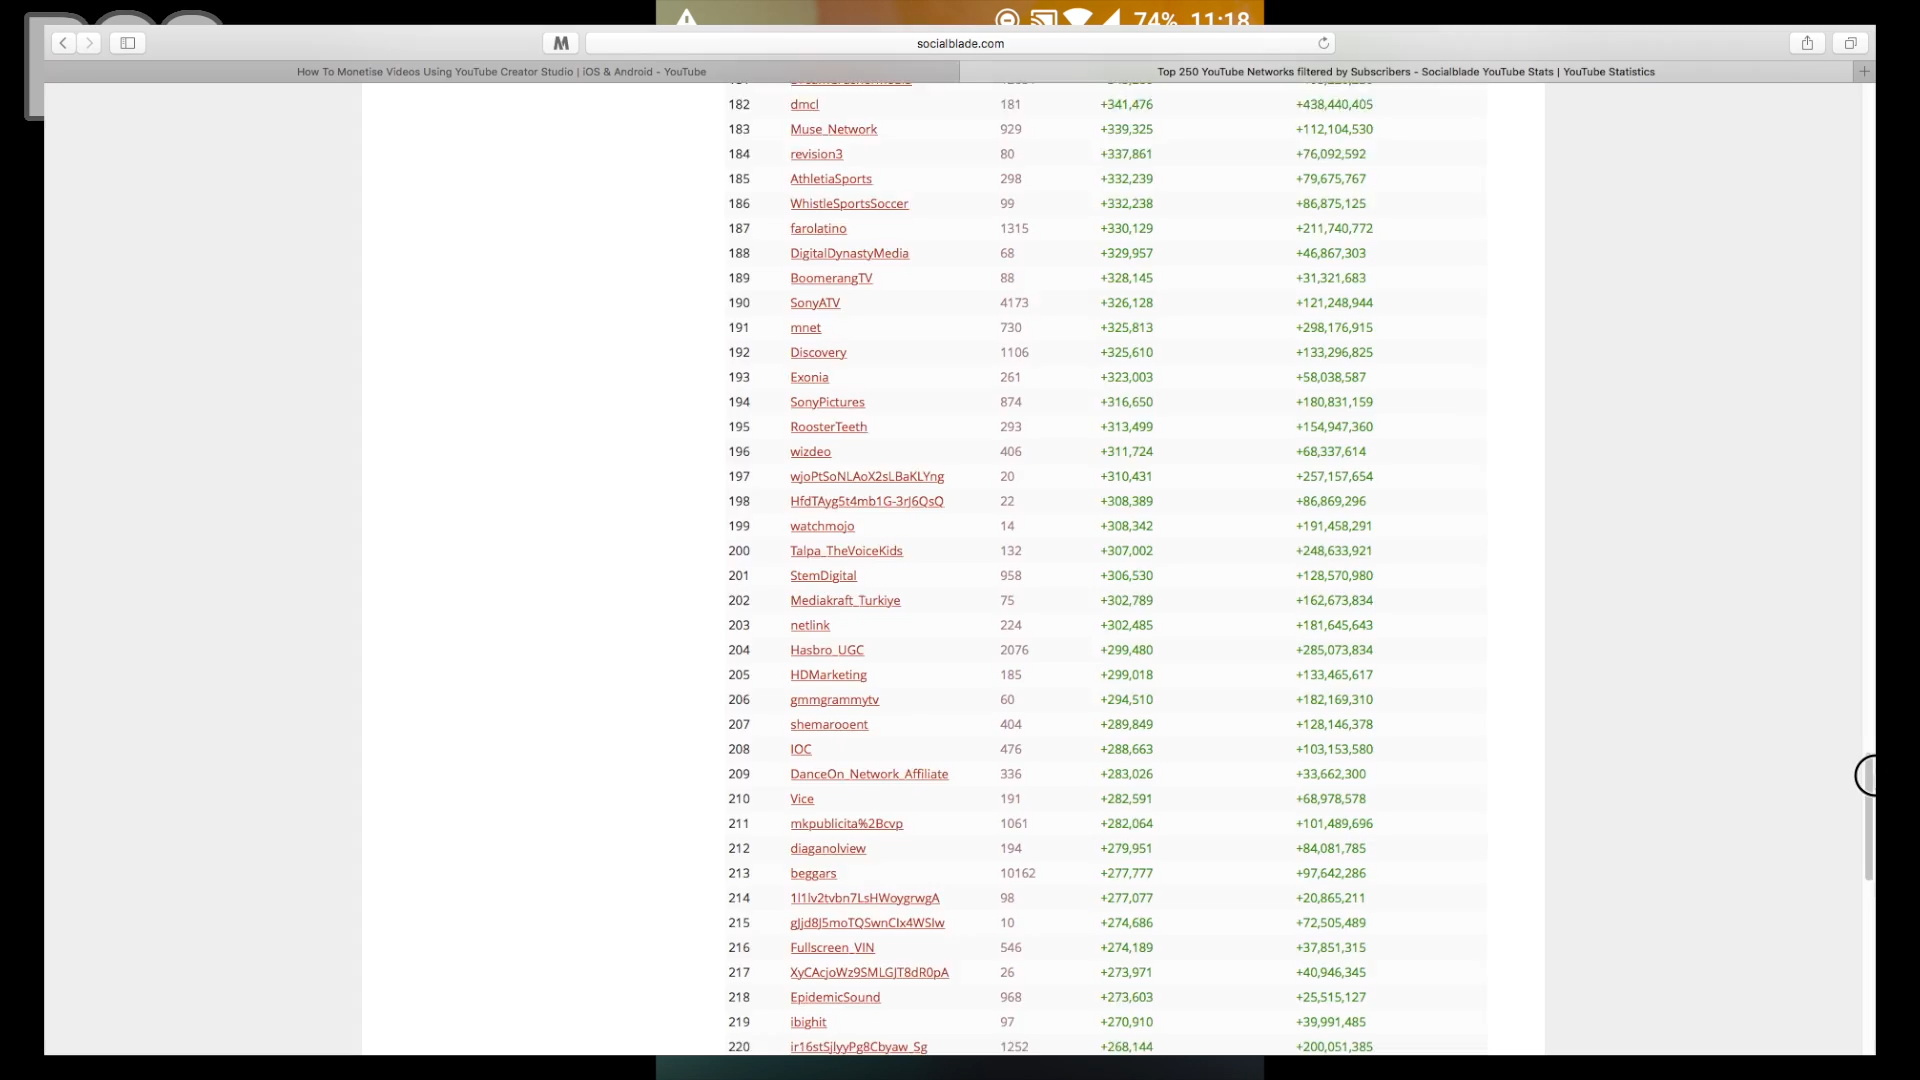 74% 11:18
socialblade.com
How To Monetise Videos Using YouTube Creator Studio | iOS & Android - YouTube
Top 250 YouTube Networks filtered by Subscribers - Socialblade YouTube Stats | YouTube Statistics
182 dmcl 181 +341,476 +438,440,405
183 Muse_Network 929 +339,325 +112,104,530
184 revision3 80 +337,861 +76,092,592
185 AthletiaSports 298 +332,239 +79,675,767
186 WhistleSportsSoccer 99 +332,238 +86,875,125
187 farolatino 1315 +330,129 +211,740,772
188 DigitalDynastyMedia 68 +329,957 +46,867,303
189 BoomerangTV 88 +328,145 +31,321,683
190 SonyATV 4173 +326,128 +121,248,944
191 mnet 730 +325,813 +298,176,915
192 Discovery 1106 +325,610 +133,296,825
193 Exonia 261 +323,003 +58,038,587
194 SonyPictures 874 +316,650 +180,831,159
195 RoosterTeeth 293 +313,499 +154,947,360
196 wizdeo 406 +311,724 +68,337,614
197 wjoPtSoNLAoX2sLBaKLYng 20 +310,431 +257,157,654
198 HfdTAyg5t4mb1G-3rJ6QsQ 22 +308,389 +86,869,296
199 watchmojo 14 +308,342 +191,458,291
200 Talpa_TheVoiceKids 132 +307,002 +248,633,921
201 StemDigital 958 +306,530 +128,570,980
202 Mediakraft_Turkiye 75 +302,789 +162,673,834
203 netlink 224 +302,485 +181,645,643
204 Hasbro_UGC 2076 +299,480 +285,073,834
205 HDMarketing 185 +299,018 +133,465,617
206 gmmgrammytv 60 +294,510 +182,169,310
207 shemarooent 404 +289,849 +128,146,378
208 IOC 476 +288,663 +103,153,580
209 DanceOn_Network_Affiliate 336 +283,026 +33,662,300
210 Vice 191 +282,591 +68,978,578
211 mkpublicita%2Bcvp 1061 +282,064 +101,489,696
212 diaganolview 194 +279,951 +84,081,785
213 beggars 10162 +277,777 +97,642,286
214 1l1lv2tvbn7LsHWoygrwgA 98 +277,077 +20,865,211
215 gJjd8J5moTQSwnCIx4WSIw 10 +274,686 +72,505,489
216 Fullscreen_VIN 546 +274,189 +37,851,315
217 XyCAcjoWz9SMLGJT8dR0pA 26 +273,971 +40,946,345
218 EpidemicSound 968 +273,603 +25,515,127
219 ibighit 97 +270,910 +39,991,485
220 ir16stSjlyyPg8Cbyaw_Sg 1252 +268,144 +200,051,385